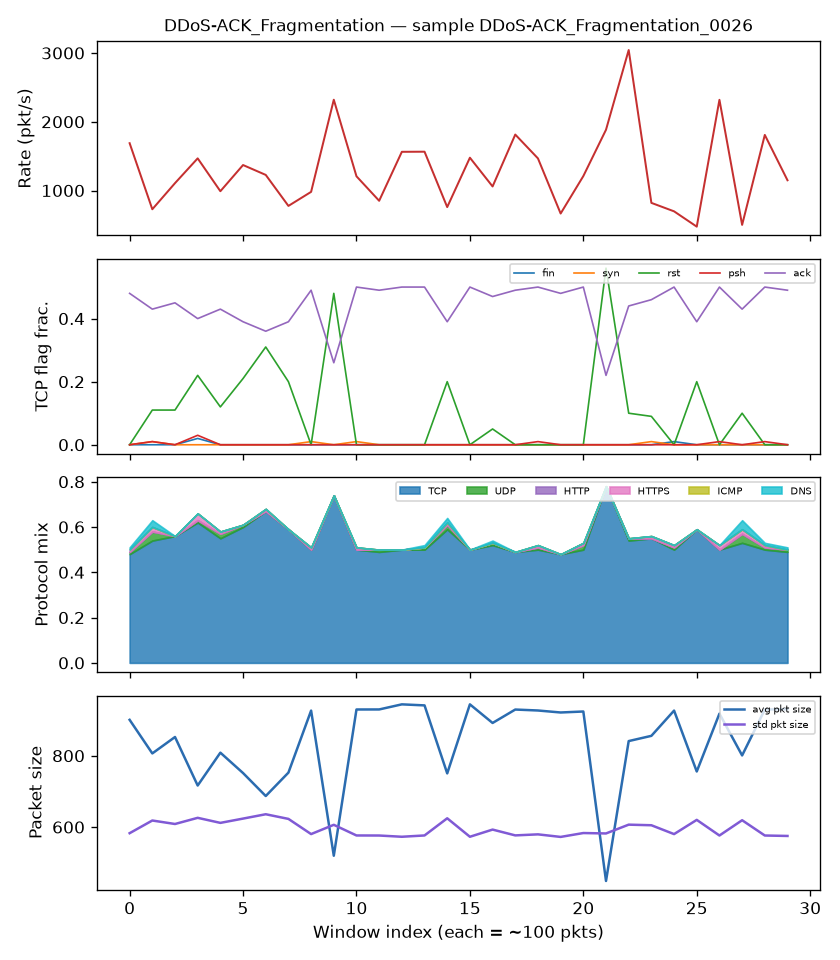 DDoS-ACK_Fragmentation — sample DDoS-ACK_Fragmentation_0026
3000
2000
1000
Rate (pkt/s)
fin syn rst psh ack
0.4
0.2
0.0
TCP flag frac.
TCP UDP HTTP HTTPS ICMP DNS
0.8
0.6
0.4
0.2
0.0
Protocol mix
avg pkt size
std pkt size
800
600
Packet size
0 5 10 15 20 25 30
Window index (each = ~100 pkts)